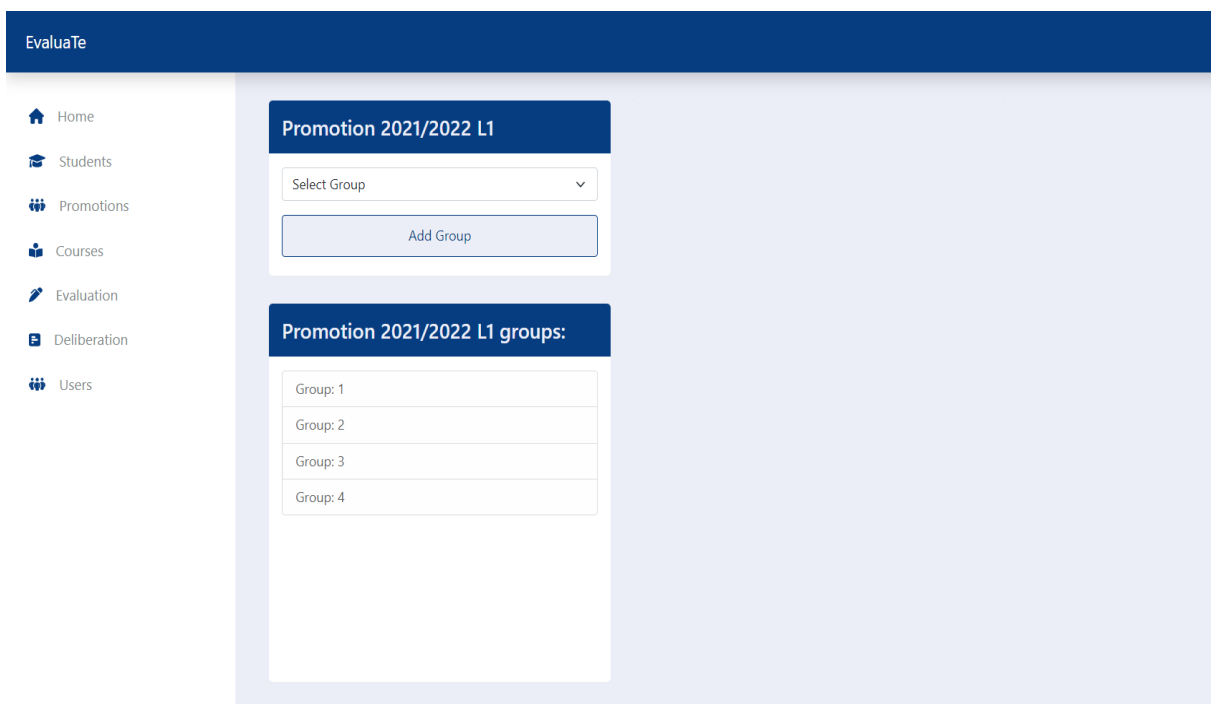 EvaluaTe
Home
Students
Promotions
Courses
Evaluation
Deliberation
Users
Promotion 2021/2022 L1
Select Group
Add Group
Promotion 2021/2022 L1 groups:
Group: 1
Group: 2
Group: 3
Group: 4